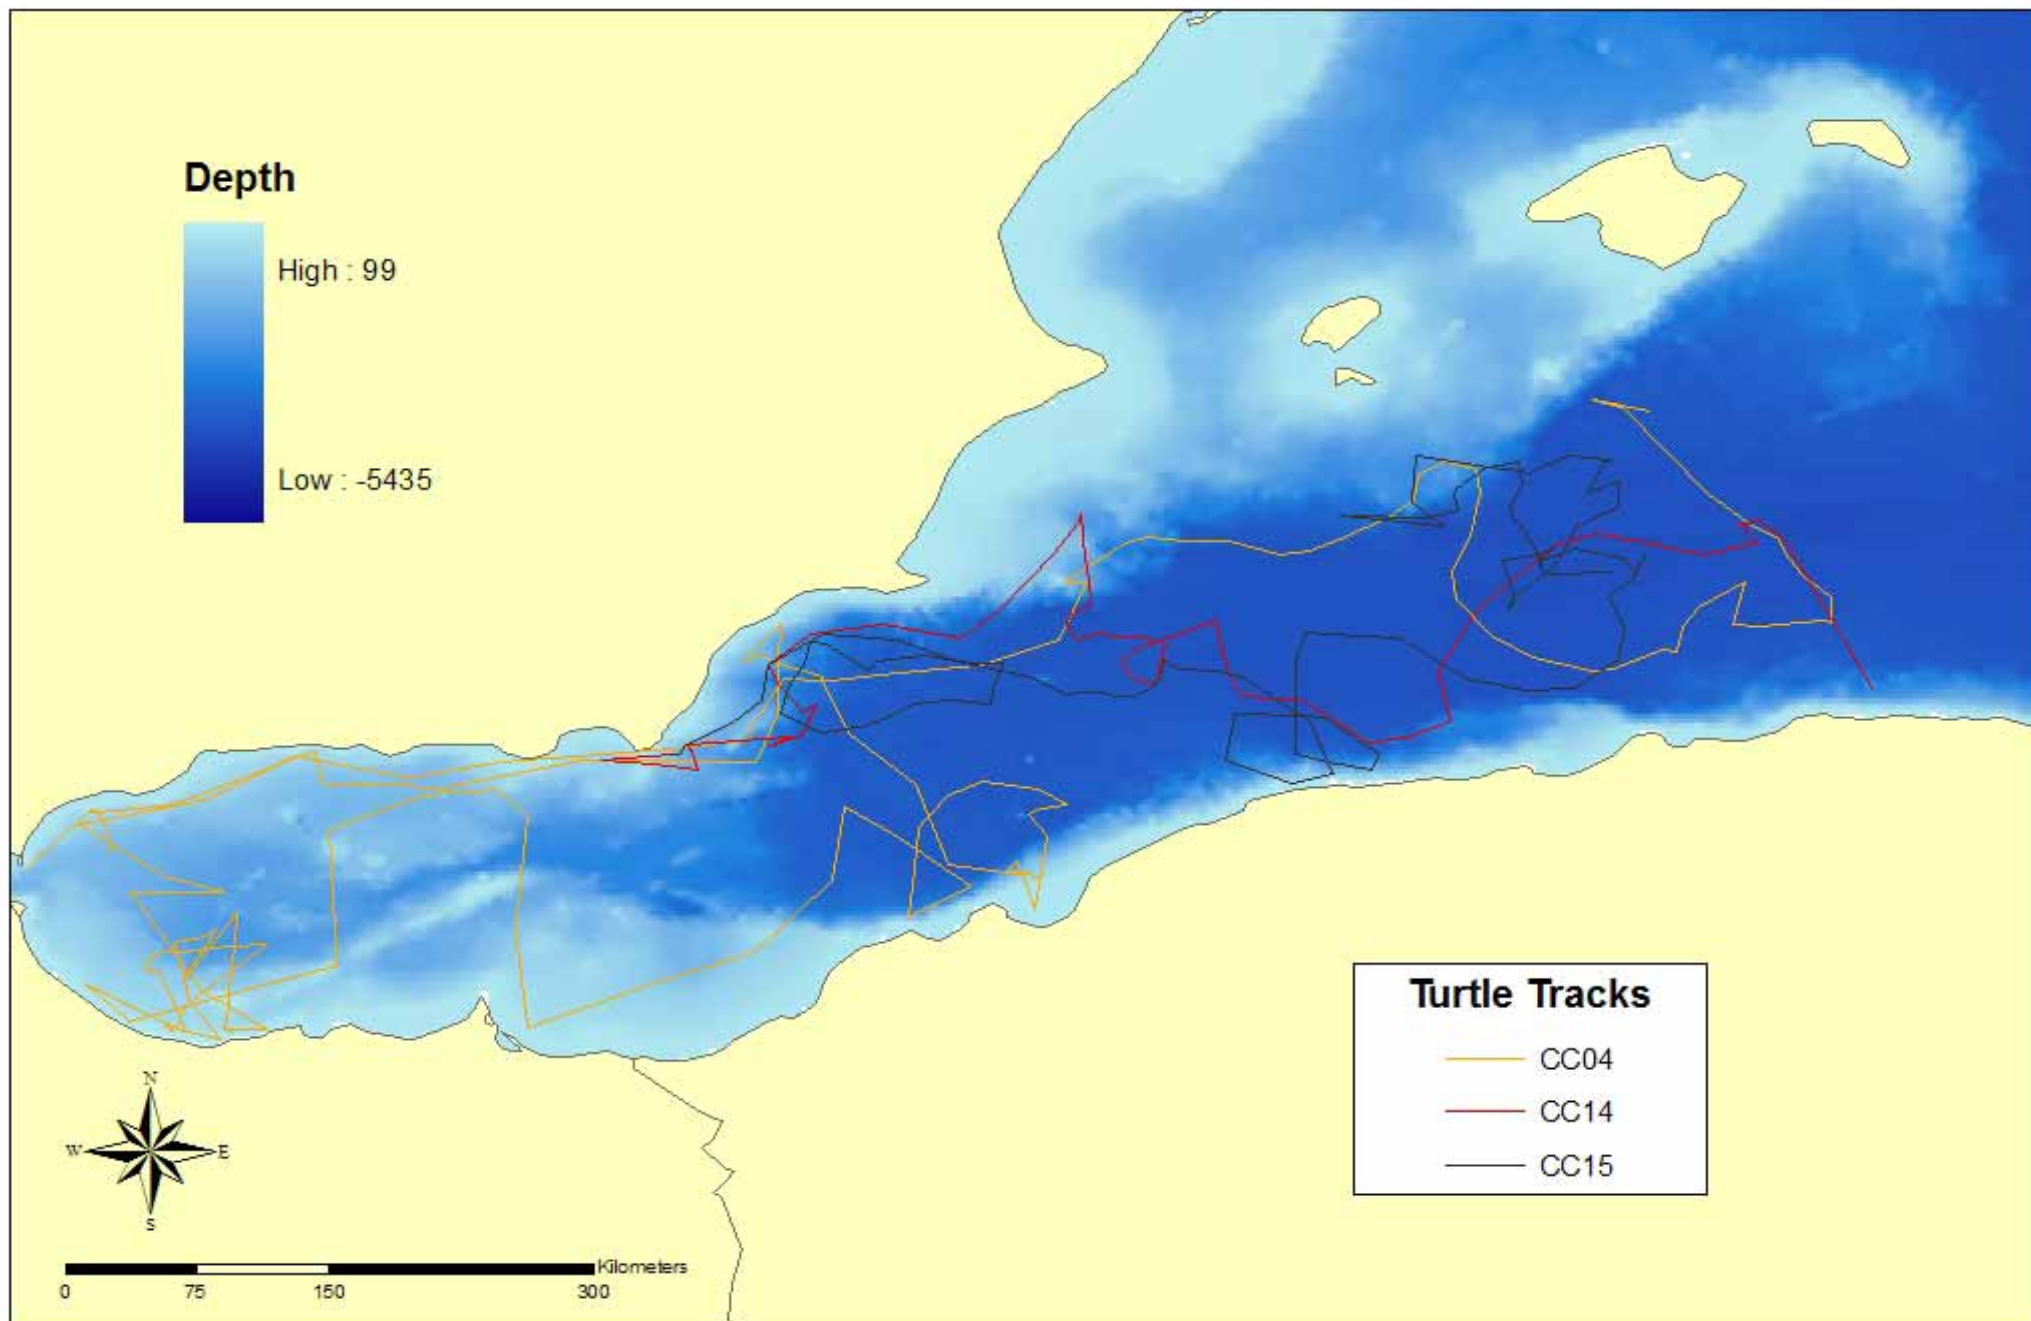 Depth
High : 99
Low : -5435
Turtle Tracks
CC04
CC14
CC15
N
W E
S
Kilometers
0 75 150 300